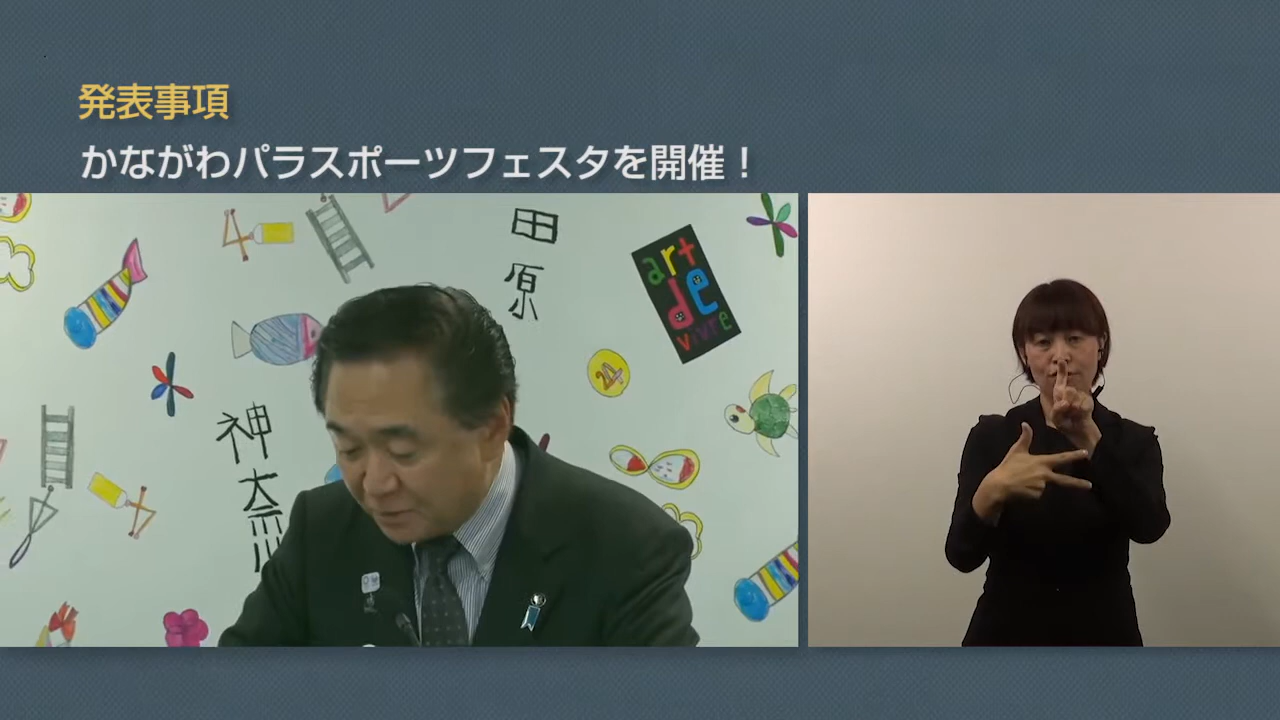 発表事項
かながわパラスポーツフェスタを開催！
田
原
art
de
vivre
24
神
奈
川